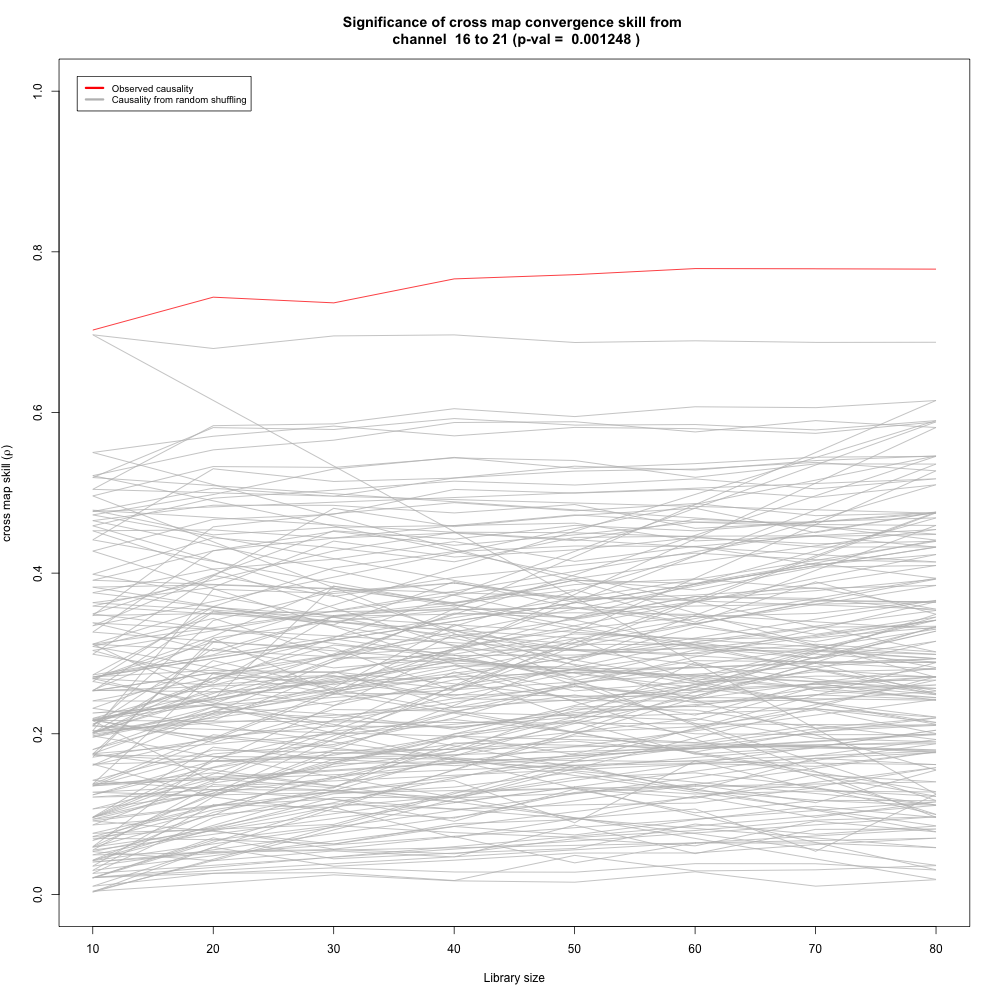 Significance of cross map convergence skill from
channel 16 to 21 (p-val = 0.001248 )
Observed causality
Causality from random shuffling
cross map skill (ρ)
1.0
0.8
0.6
0.4
0.2
0.0
10 20 30 40 50 60 70 80
Library size